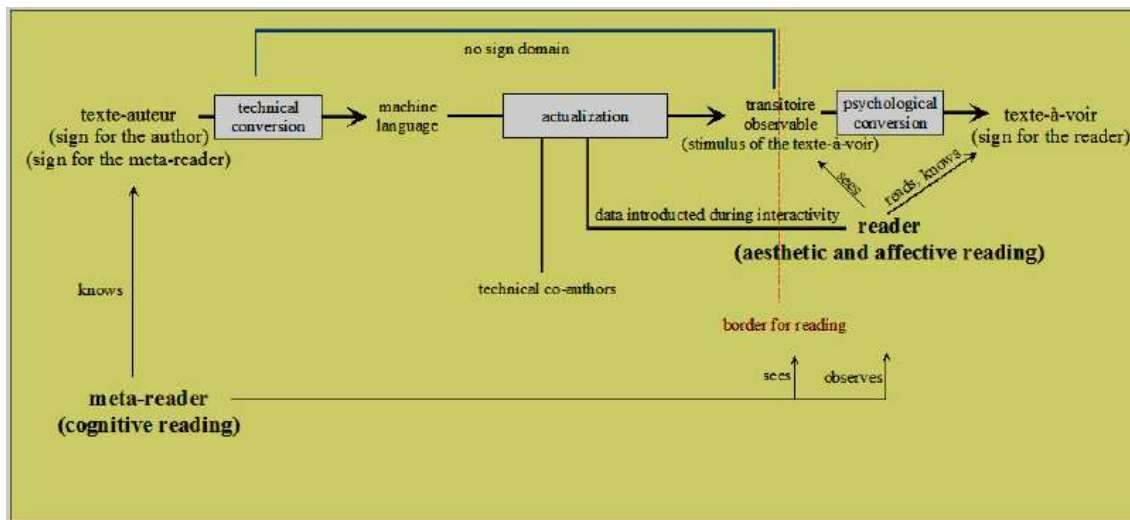 no sign domain
texte-auteur
(sign for the author)
(sign for the meta-reader)
technical
conversion
machine
language
actualization
transitoire
observable
(stimulus of the texte-à-voir)
psychological
conversion
texte-à-voir
(sign for the reader)
sees
reads, knows
data introducted during interactivity
reader
(aesthetic and affective reading)
knows
technical co-authors
border for reading
sees
observes
meta-reader
(cognitive reading)